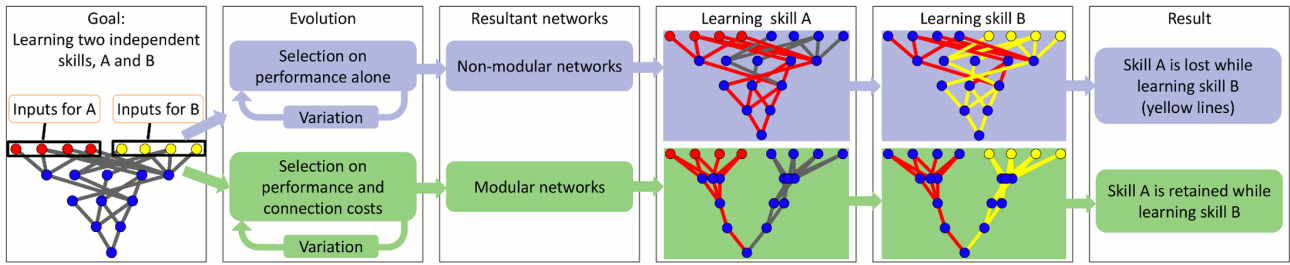 Goal:
Learning two independent
skills, A and B
Inputs for A
Inputs for B
Evolution
Selection on
performance alone
Variation
Selection on
performance and
connection costs
Variation
Resultant networks
Non-modular networks
Modular networks
Learning skill A
Learning skill B
Result
Skill A is lost while
learning skill B
(yellow lines)
Skill A is retained while
learning skill B